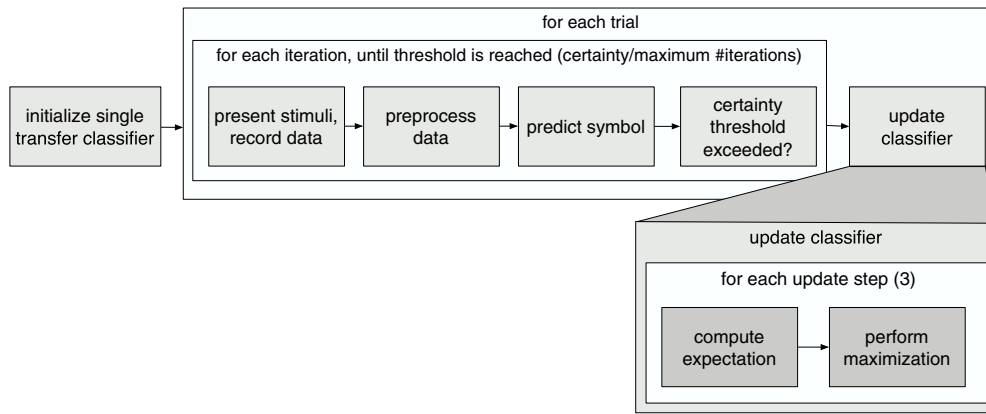 for each trial
for each iteration, until threshold is reached (certainty/maximum #iterations)
initialize single
transfer classifier
present stimuli,
record data
preprocess
data
predict symbol
certainty
threshold
exceeded?
update
classifier
update classifier
for each update step (3)
compute
expectation
perform
maximization